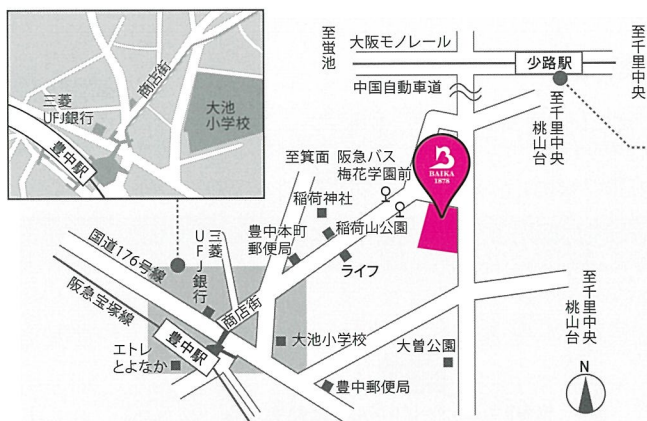 三菱
UFJ銀行
豊中駅
商店街
大池
小学校
至蛍池
大阪モノレール
少路駅
至千里中央
中国自動車道
至千里中央
桃山台
至箕面
阪急バス
梅花学園前
B
BAIKA
1878
稲荷神社
稲荷山公園
豊中本町
郵便局
ライフ
国道176号線
三菱
UFJ銀行
商店街
阪急宝塚線
豊中駅
エトレ
とよなか
大池小学校
豊中郵便局
大曽公園
至千里中央
桃山台
N